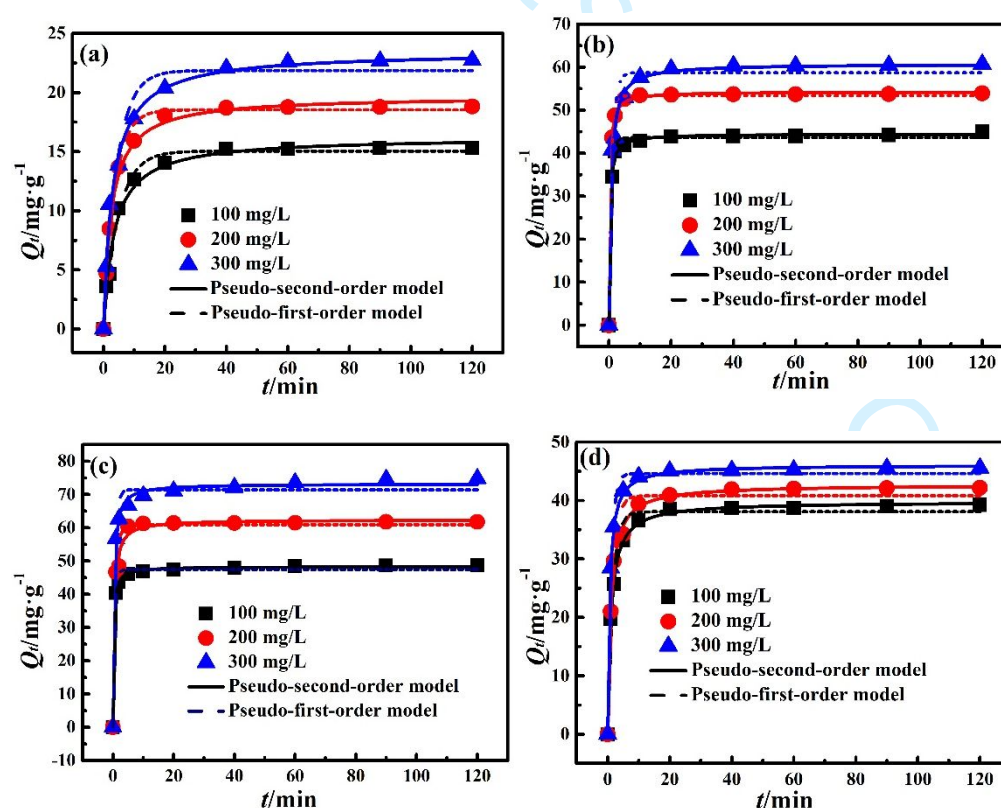 (a)
25
20
15
10
5
0
Qt/mg·g⁻¹
100 mg/L
200 mg/L
300 mg/L
Pseudo-second-order model
Pseudo-first-order model
0 20 40 60 80 100 120
t/min
(b)
70
60
50
40
30
20
10
0
Qt/mg·g⁻¹
100 mg/L
200 mg/L
300 mg/L
Pseudo-second-order model
Pseudo-first-order model
0 20 40 60 80 100 120
t/min
(c)
80
70
60
50
40
30
20
10
0
-10
Qt/mg·g⁻¹
100 mg/L
200 mg/L
300 mg/L
Pseudo-second-order model
Pseudo-first-order model
0 20 40 60 80 100 120
t/min
(d)
50
40
30
20
10
0
Qt/mg·g⁻¹
100 mg/L
200 mg/L
300 mg/L
Pseudo-second-order model
Pseudo-first-order model
0 20 40 60 80 100 120
t/min